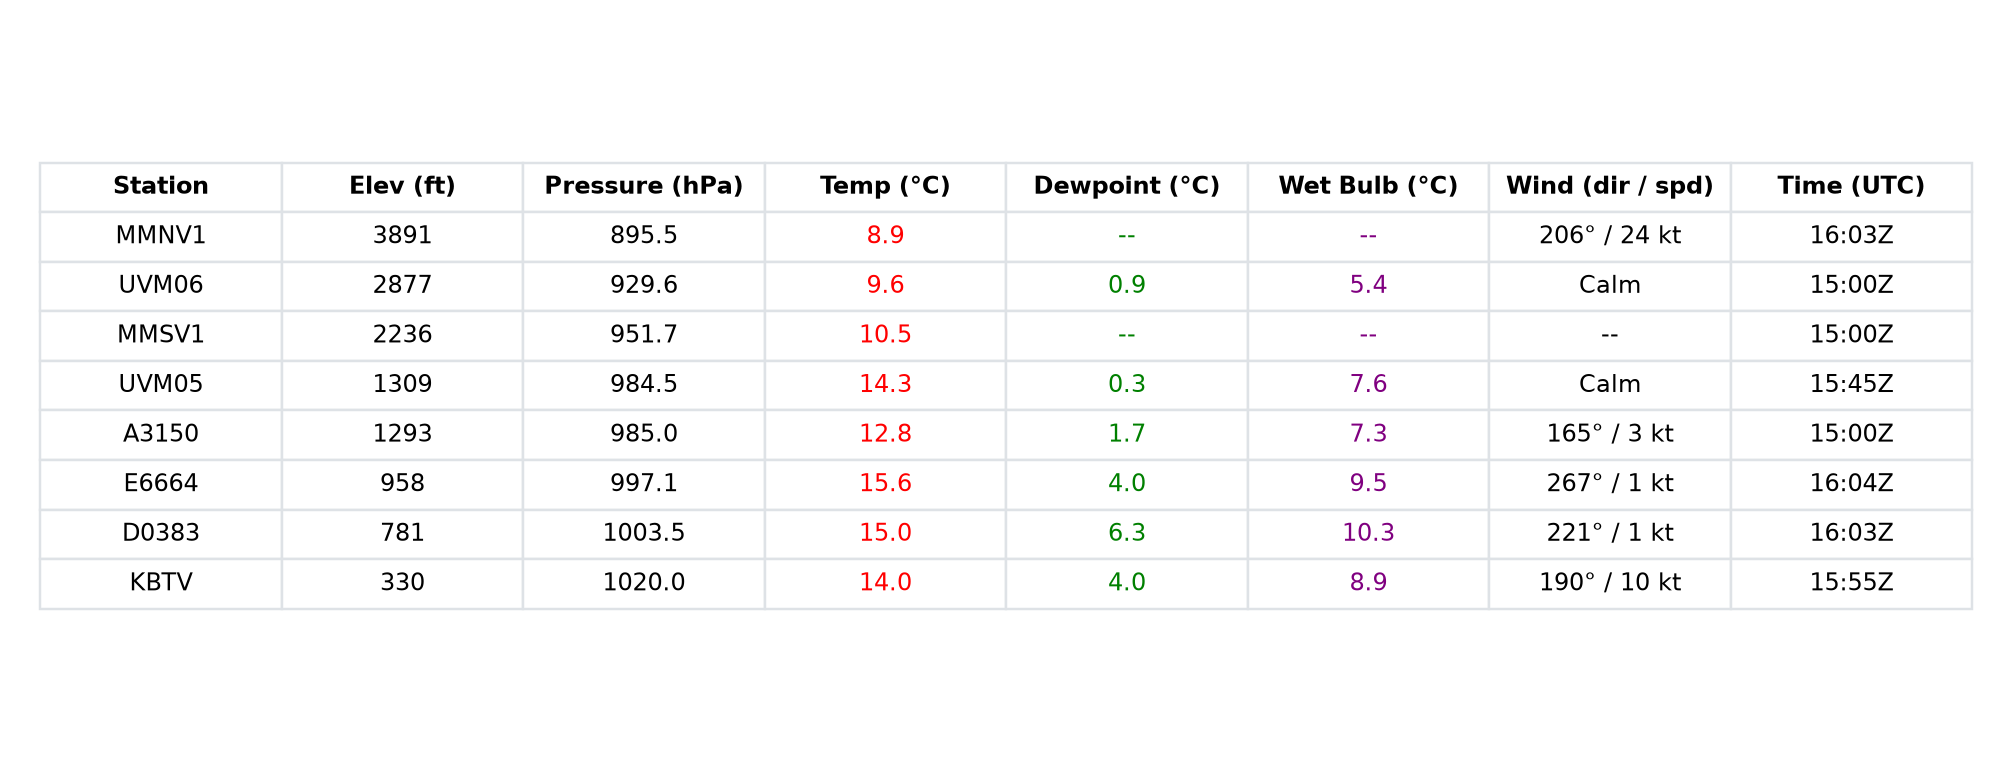 Station Elev (ft) Pressure (hPa) Temp (°C) Dewpoint (°C) Wet Bulb (°C) Wind (dir / spd) Time (UTC)
MMNV1 3891 895.5 8.9 -- -- 206° / 24 kt 16:03Z
UVM06 2877 929.6 9.6 0.9 5.4 Calm 15:00Z
MMSV1 2236 951.7 10.5 -- -- -- 15:00Z
UVM05 1309 984.5 14.3 0.3 7.6 Calm 15:45Z
A3150 1293 985.0 12.8 1.7 7.3 165° / 3 kt 15:00Z
E6664 958 997.1 15.6 4.0 9.5 267° / 1 kt 16:04Z
D0383 781 1003.5 15.0 6.3 10.3 221° / 1 kt 16:03Z
KBTV 330 1020.0 14.0 4.0 8.9 190° / 10 kt 15:55Z